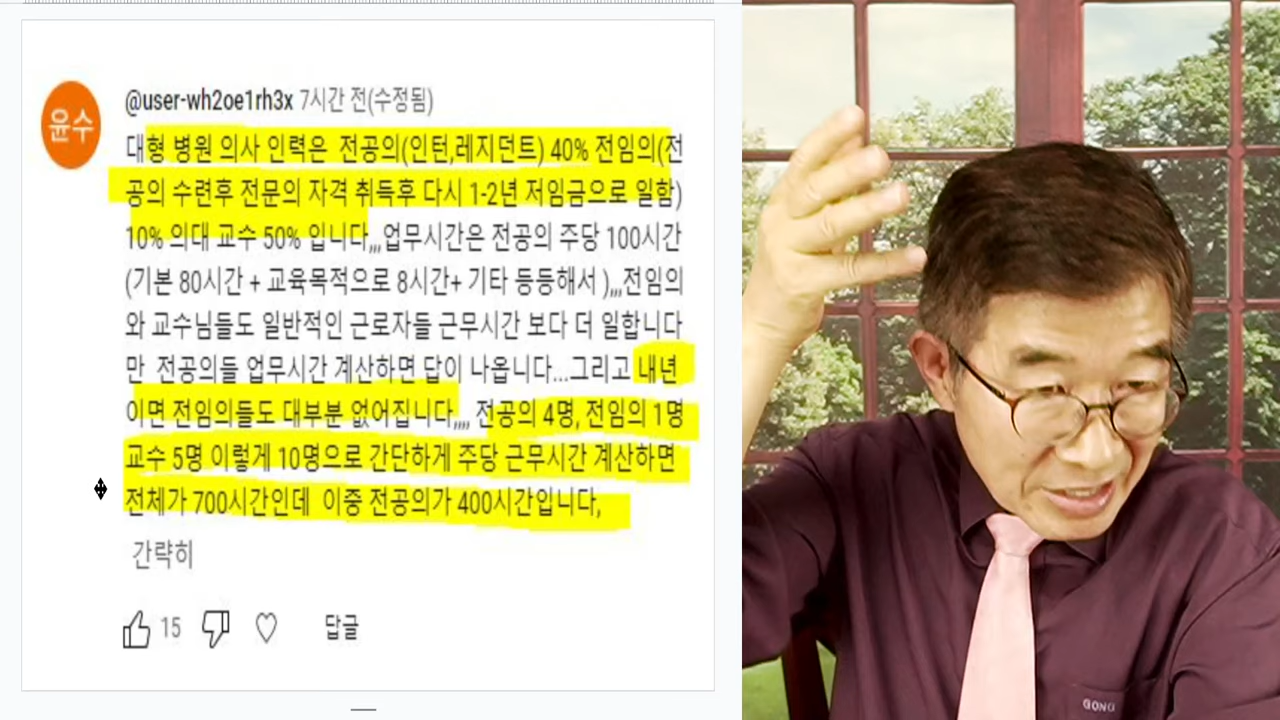 윤수
@user-wh2oe1rh3x 7시간 전(수정됨)
대형 병원 의사 인력은 전공의(인턴,레지던트) 40% 전임의(전
공의 수련후 전문의 자격 취득후 다시 1-2년 저임금으로 일함)
10% 의대 교수 50% 입니다,,,업무시간은 전공의 주당 100시간
(기본 80시간 + 교육목적으로 8시간+ 기타 등등해서 ),,,전임의
와 교수님들도 일반적인 근로자들 근무시간 보다 더 일합니다
만 전공의들 업무시간 계산하면 답이 나옵니다...그리고 내년
이면 전임의들도 대부분 없어집니다,,,, 전공의 4명, 전임의 1명
교수 5명 이렇게 10명으로 간단하게 주당 근무시간 계산하면
전체가 700시간인데 이중 전공의가 400시간입니다,
간략히
15 답글
GONG